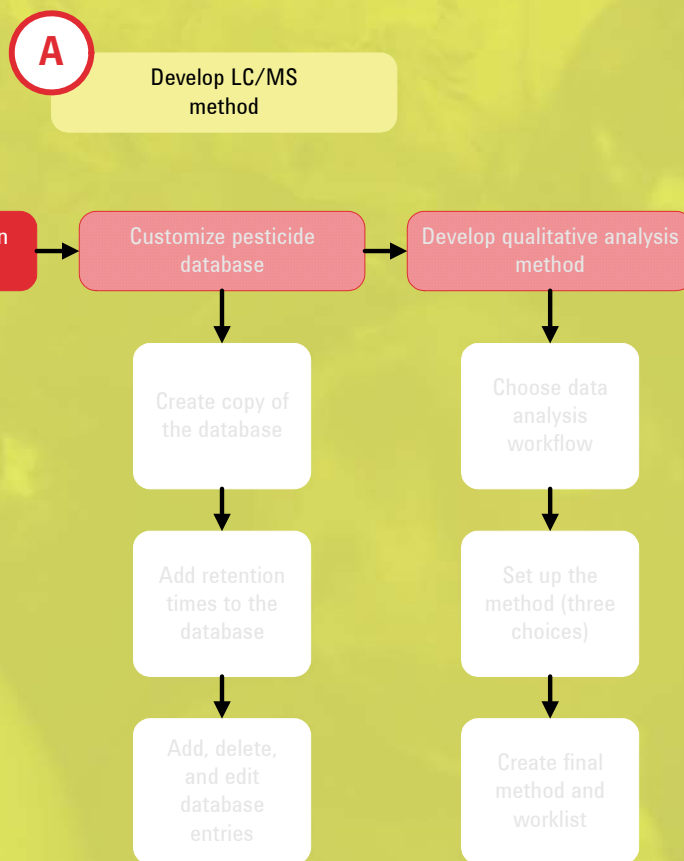 A
Develop LC/MS
method
Customize pesticide
database
Develop qualitative analysis
method
Create copy of
the database
Choose data
analysis
workflow
Add retention
times to the
database
Set up the
method (three
choices)
Add, delete,
and edit
database
entries
Create final
method and
worklist